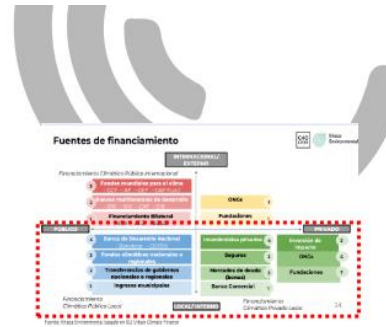 Fuentes de financiamiento
INTERNACIONAL/
EXTERNO
Financiamiento Climático Público Internacional
Fondos mundiales para el clima
Bancos multilaterales de desarrollo
Financiamiento Bilateral
ONGs
Fundaciones
PÚBLICO
PRIVADO
Banca de Desarrollo Nacional
Fondos climáticos nacionales o
regionales
Transferencias de gobiernos
nacionales o regionales
Ingresos municipales
Inversionistas privados
Seguros
Mercados de deuda
(bonos)
Banca Comercial
Inversión de
Impacto
ONGs
Fundaciones
Financiamiento
Climático Público Local
LOCAL/INTERNO
Financiamiento
Climático Privado Local
24